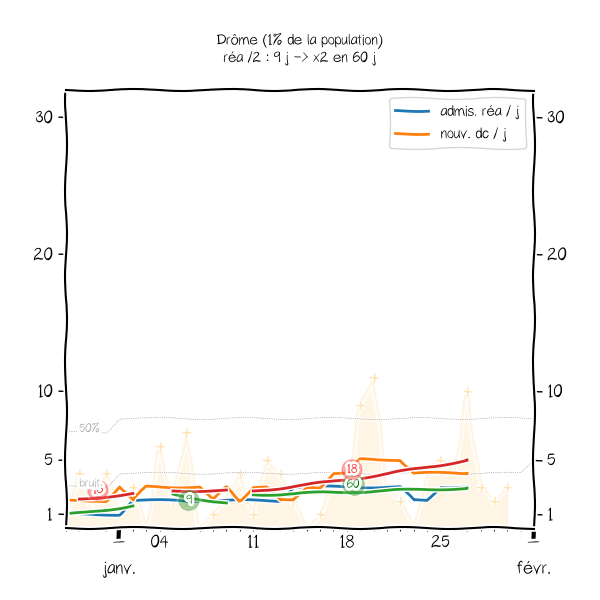 Drôme (1% de la population)
réa /2 : 9 j -> x2 en 60 j
admis. réa / j
nouv. dc / j
30
30
20
20
10
10
50%
5
5
18
bruit
60
9
1
1
04
11
18
25
janv.
févr.